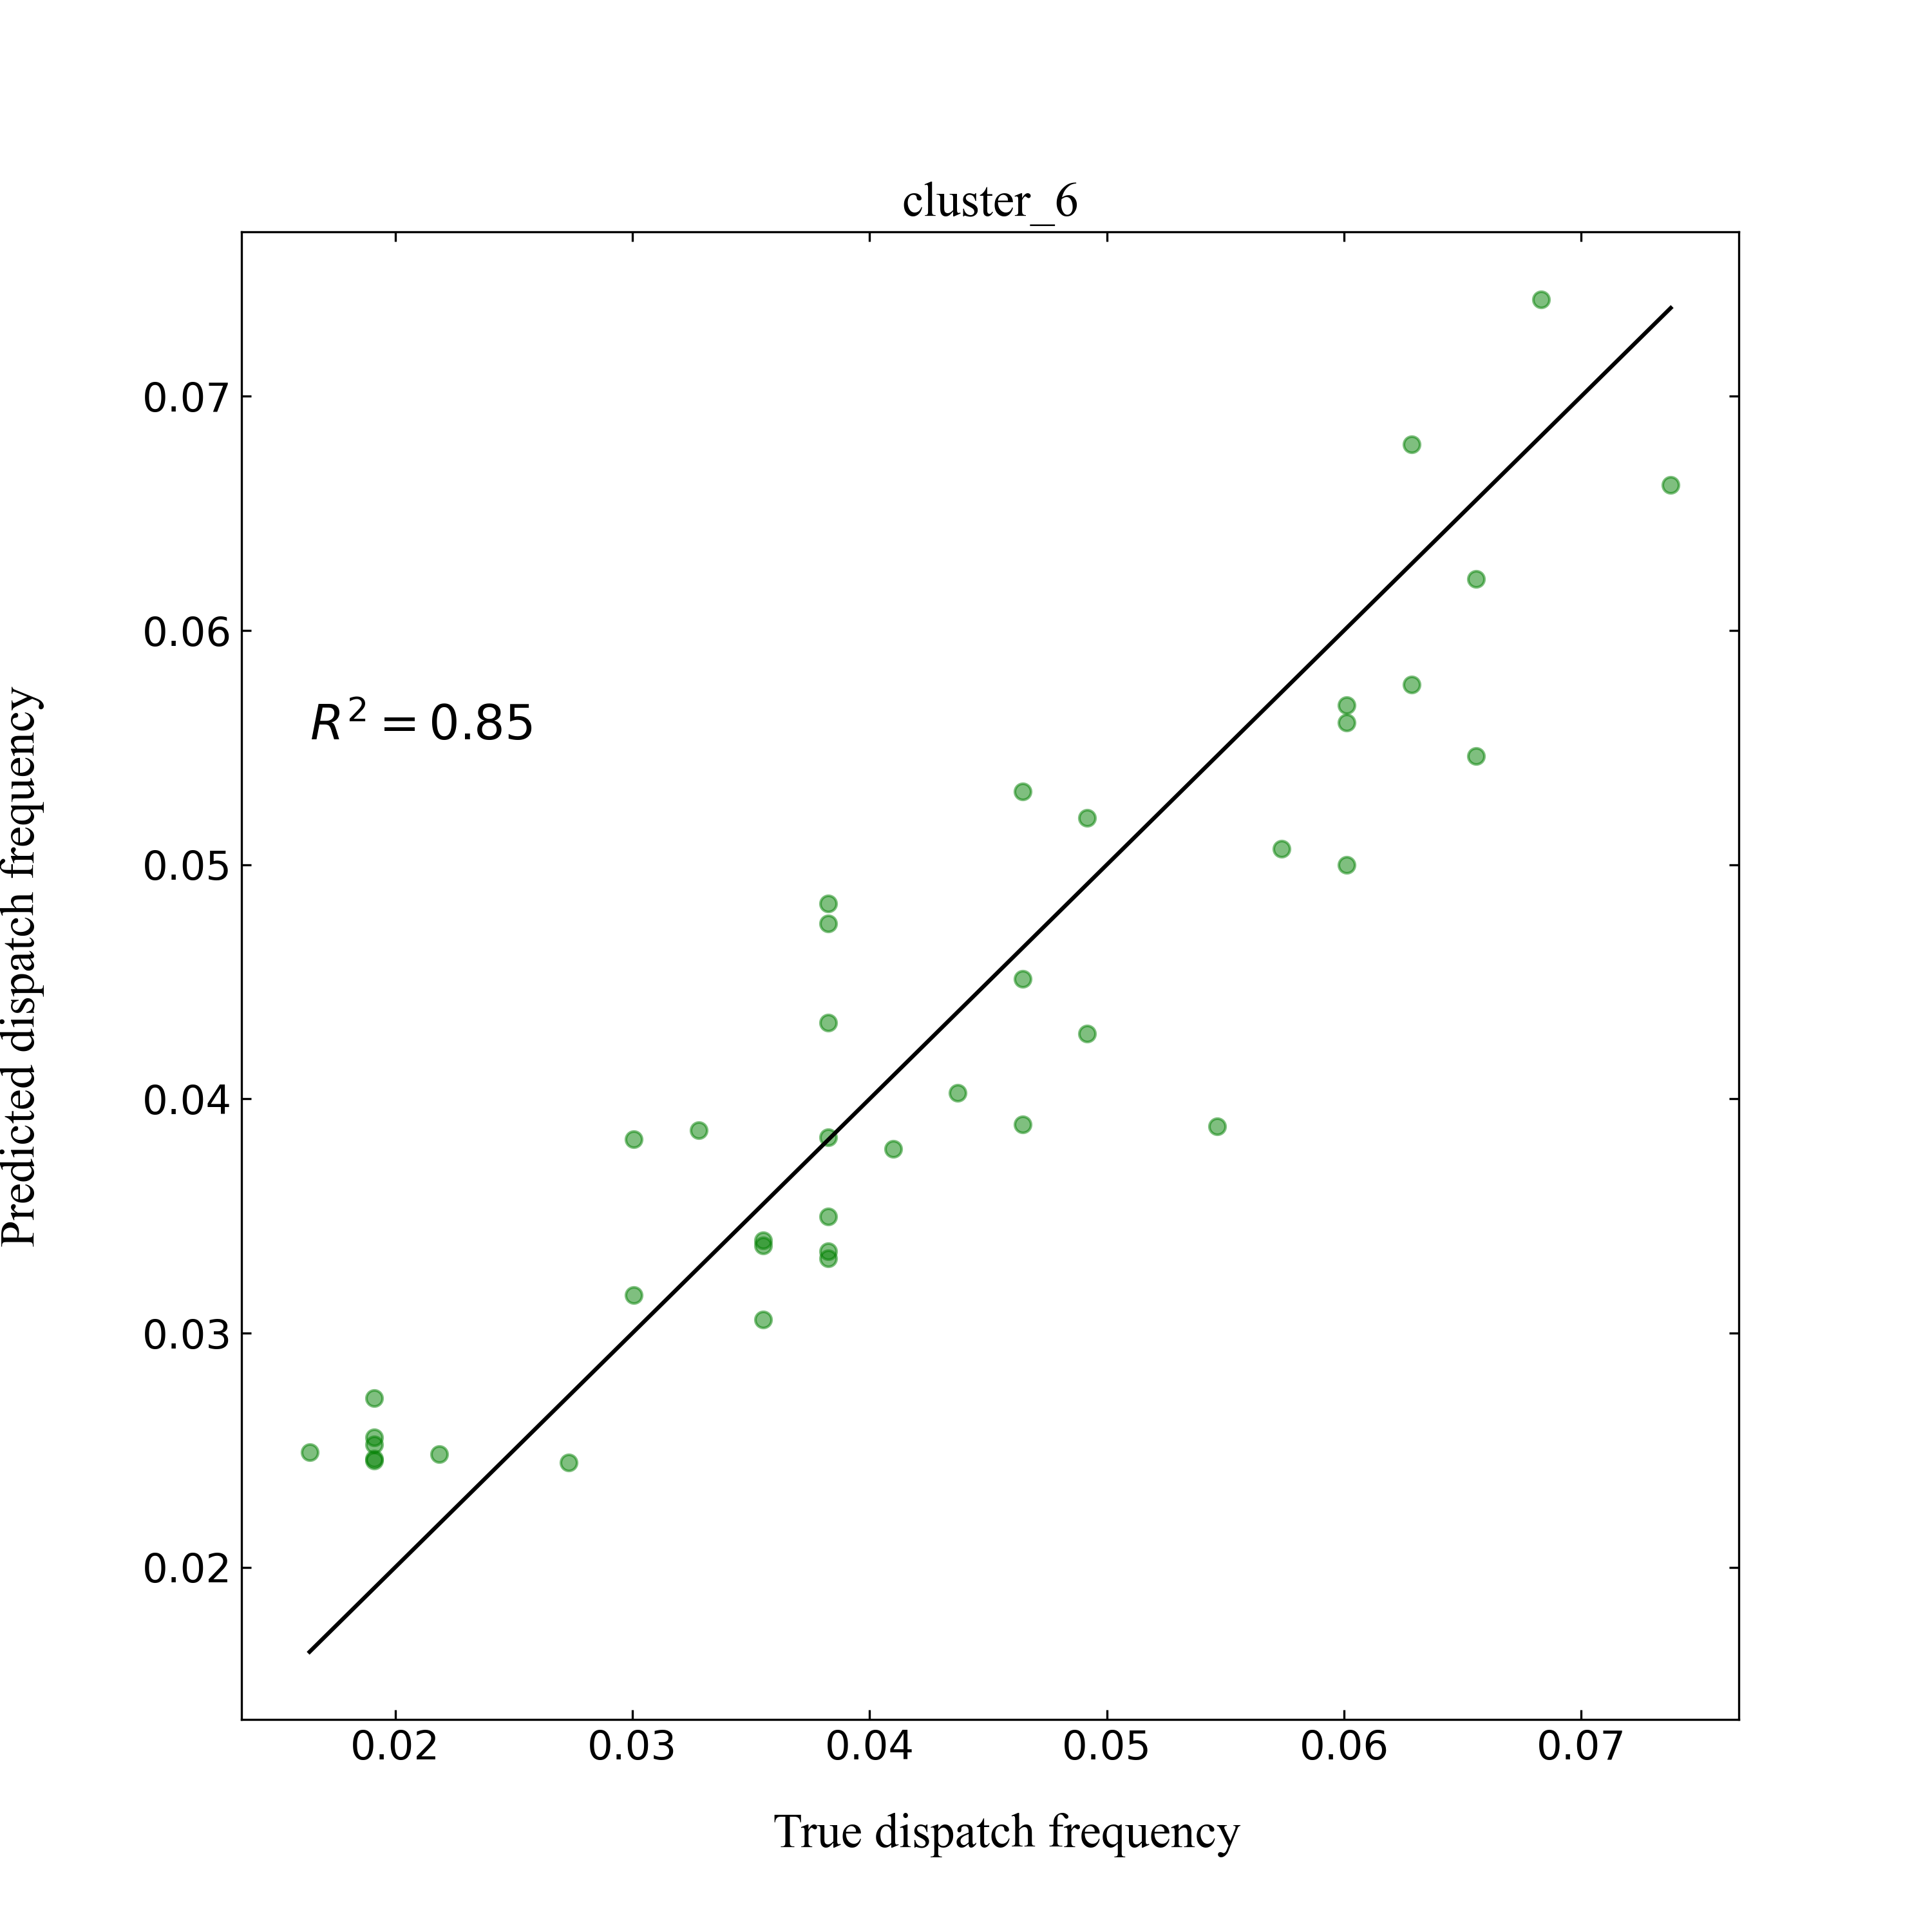 cluster_6
0.07
0.06
R² = 0.85
0.05
0.04
0.03
0.02
Predicted dispatch frequency
0.02 0.03 0.04 0.05 0.06 0.07
True dispatch frequency